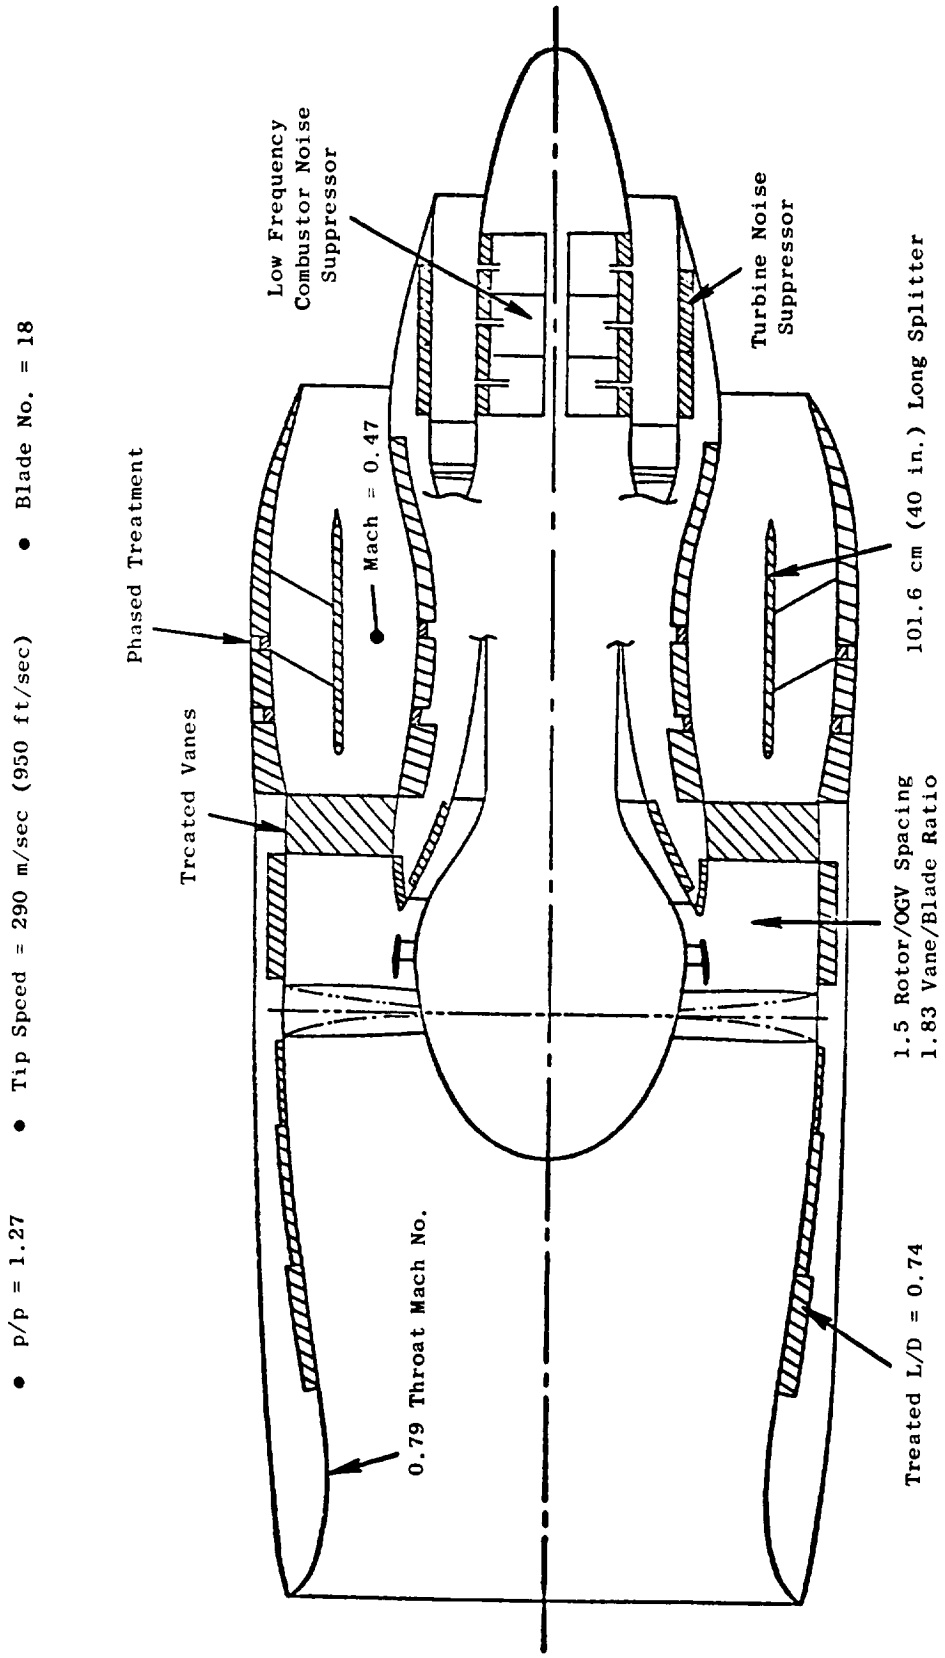 ● p/p = 1.27
● Tip Speed = 290 m/sec (950 ft/sec)
● Blade No. = 18
Phased Treatment
Treated Vanes
Low Frequency
Combustor Noise
Suppressor
Mach = 0.47
0.79 Throat Mach No.
Turbine Noise
Suppressor
Treated L/D = 0.74
1.5 Rotor/OGV Spacing
1.83 Vane/Blade Ratio
101.6 cm (40 in.) Long Splitter